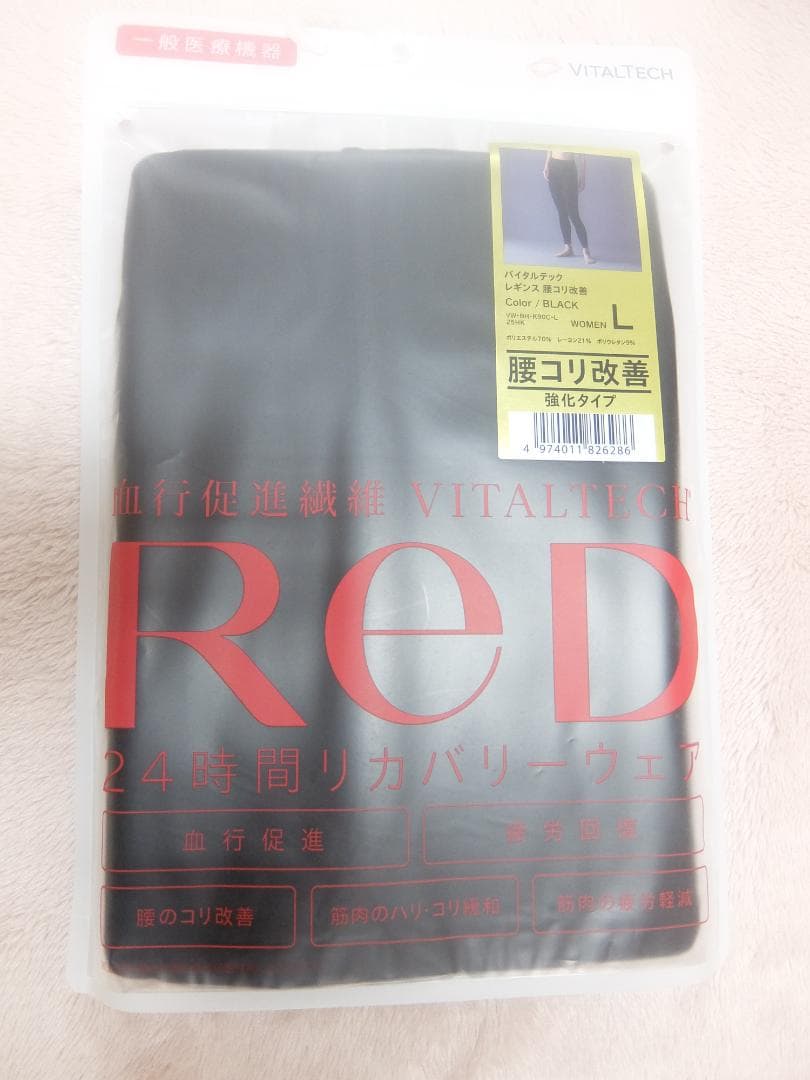 一般医療機器
VITALTECH
バイタルテック
レギンス 腰コリ改善
Color / BLACK
VW-BH-K90C-L
25HK
WOMEN L
ポリエステル70% レーヨン21% ポリウレタン9%
腰コリ改善
強化タイプ
4 974011 826286
血行促進繊維 VITALTECH
ReD
24時間リカバリーウェア
血行促進
疲労回復
腰のコリ改善
筋肉のハリ・コリ緩和
筋肉の疲労軽減